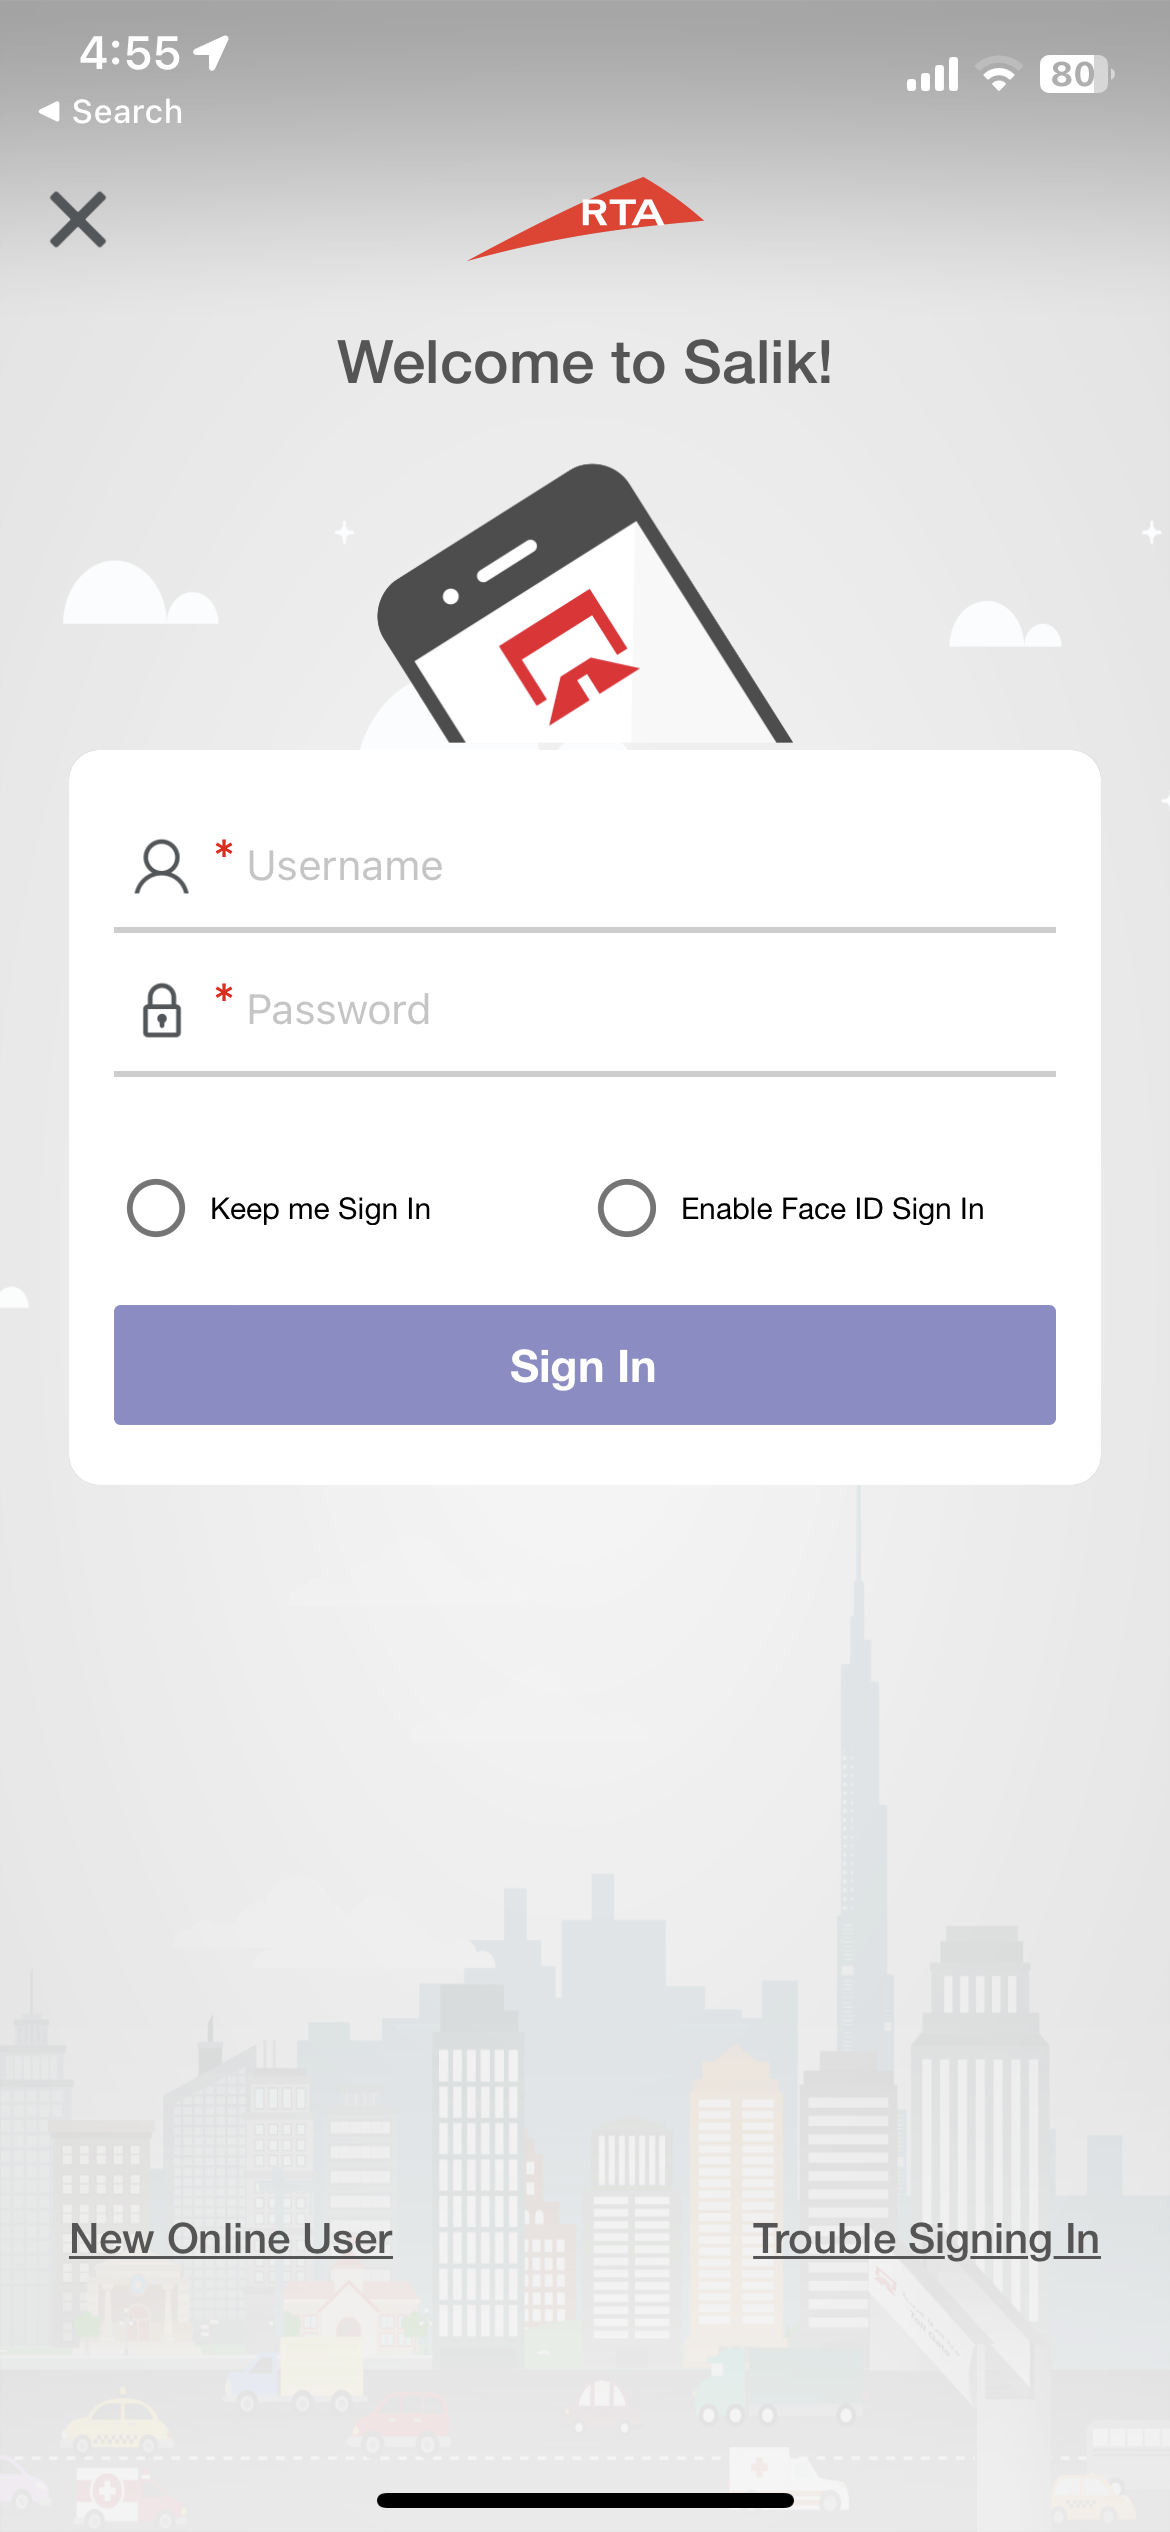 4:55
80
Search
RTA
Welcome to Salik!
* Username
* Password
Keep me Sign In
Enable Face ID Sign In
Sign In
New Online User
Trouble Signing In